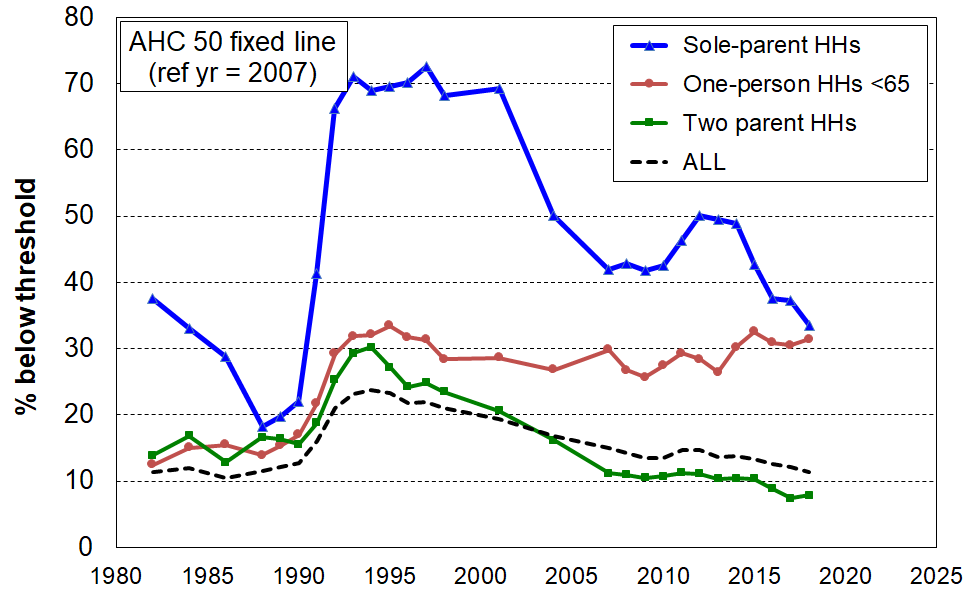 AHC 50 fixed line
(ref yr = 2007)
Sole-parent HHs
One-person HHs <65
Two parent HHs
ALL
% below threshold
80
70
60
50
40
30
20
10
0
1980 1985 1990 1995 2000 2005 2010 2015 2020 2025